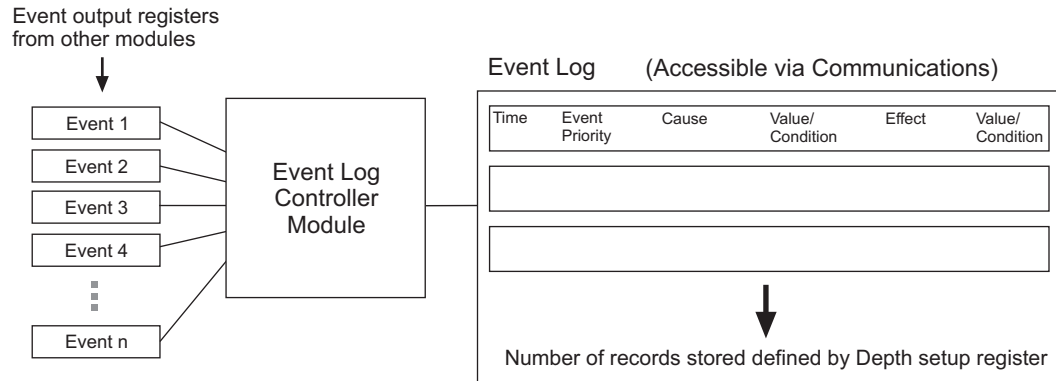 Event output registers
from other modules
Event 1
Event 2
Event 3
Event 4
Event n
Event Log
Controller
Module
Event Log (Accessible via Communications)
Time Event Priority Cause Value/ Condition Effect Value/ Condition
Number of records stored defined by Depth setup register